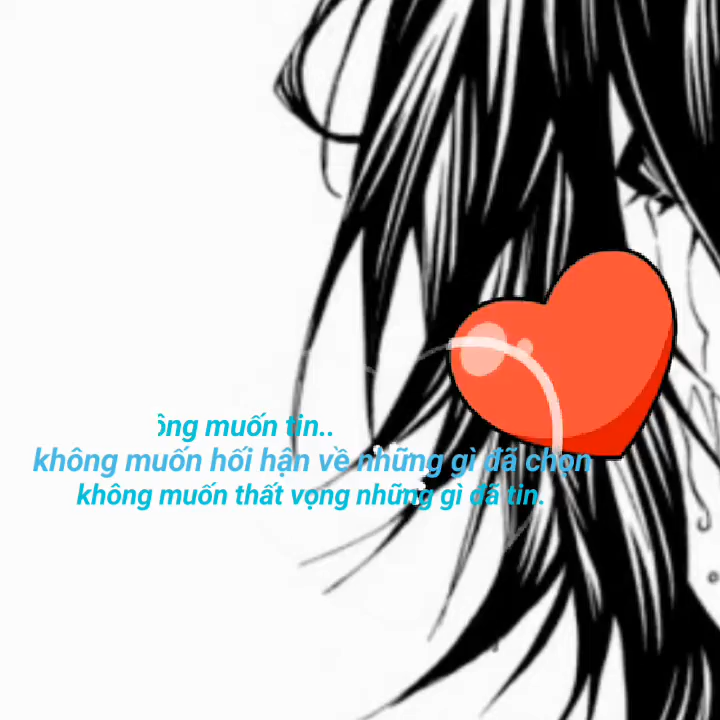 muốn tin..
không muốn hối hận về những gì đã chọn
không muốn thất vọng những gì đã tin.